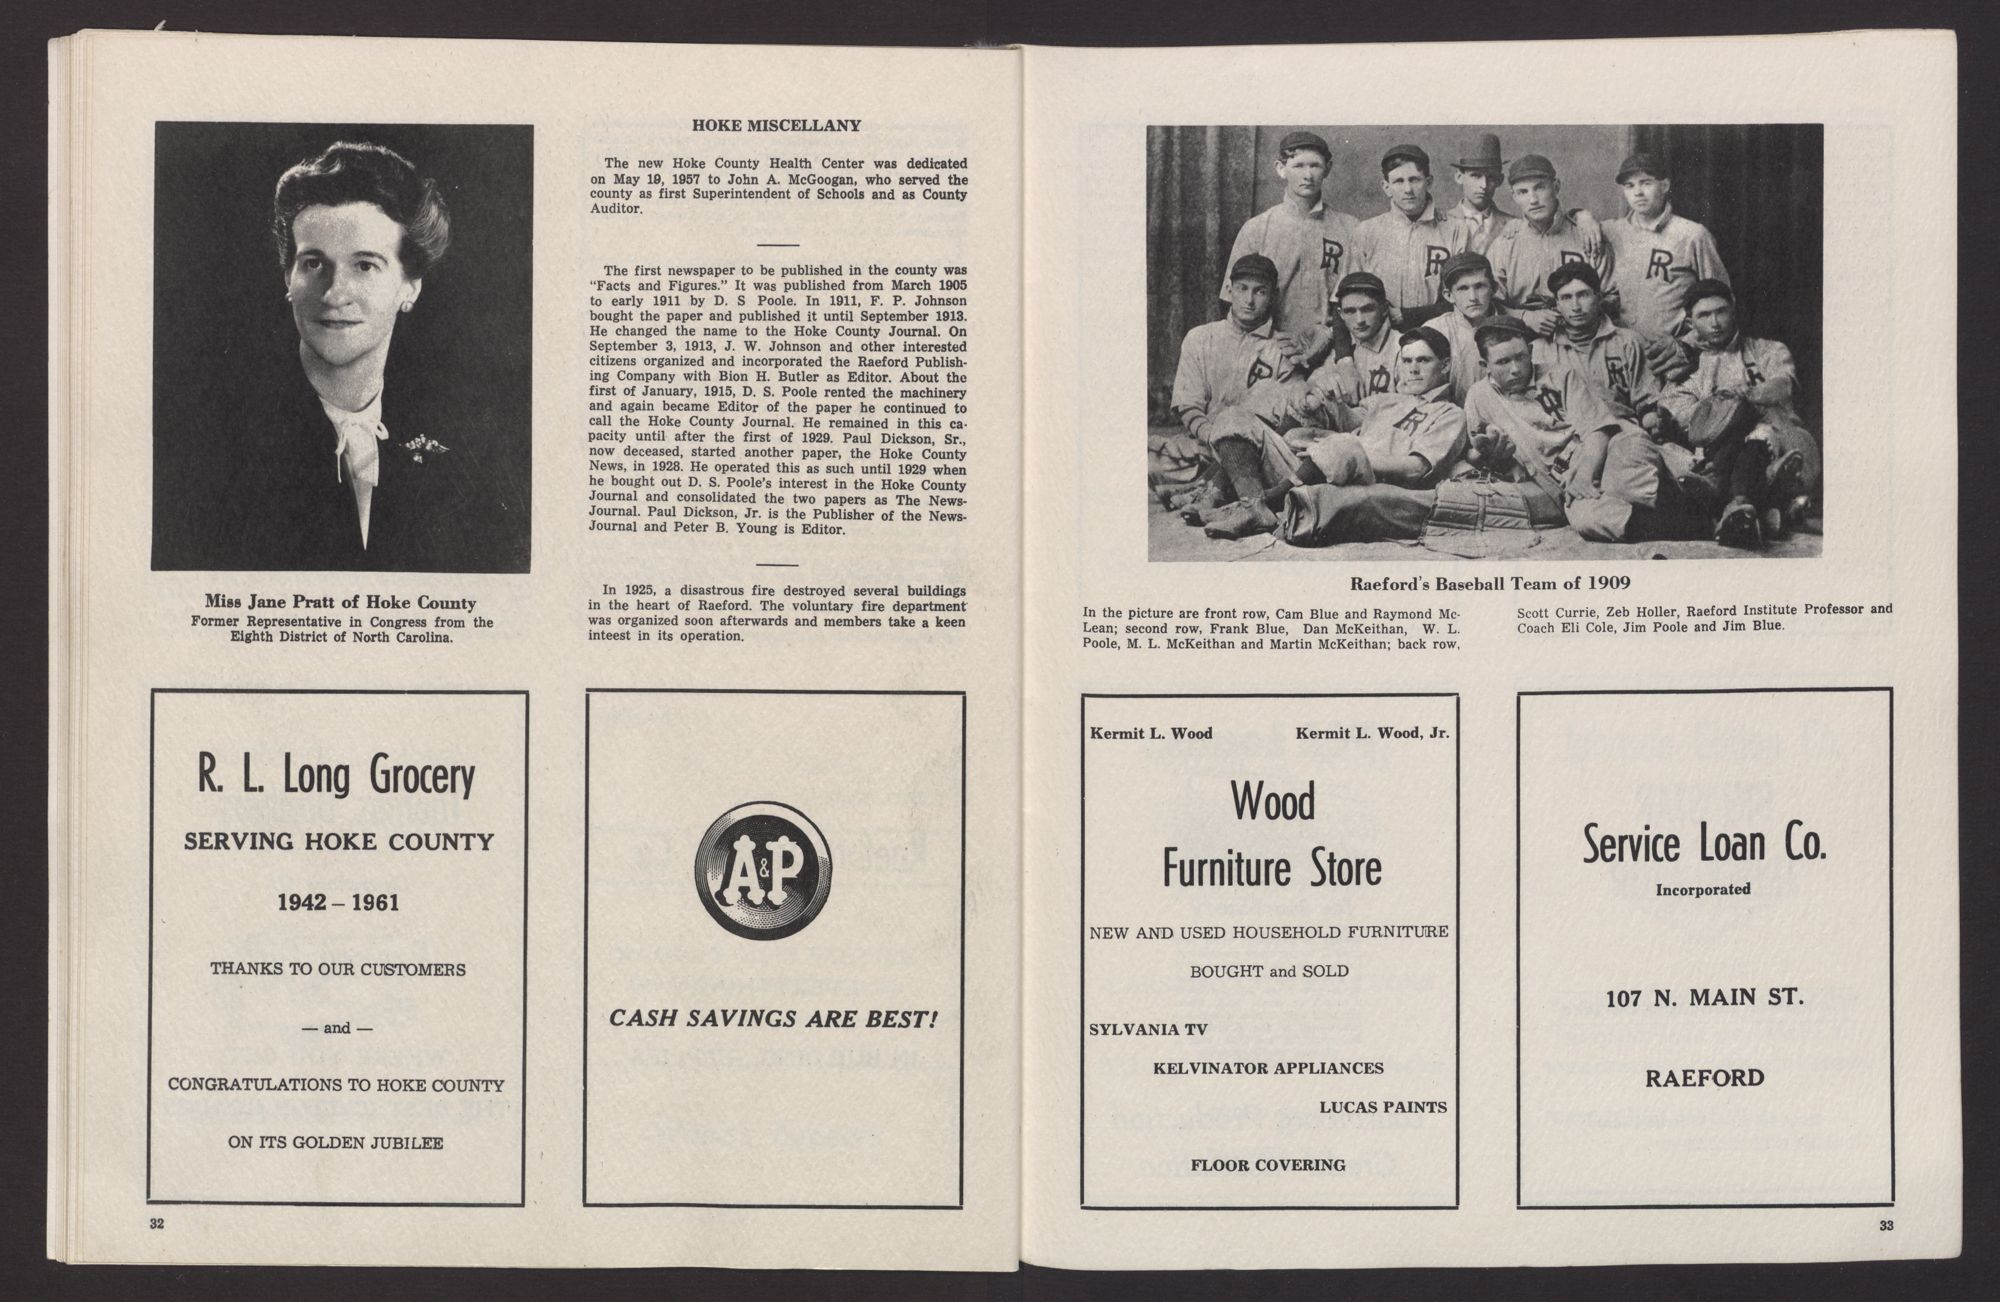 Miss Jane Pratt of Hoke County
Former Representative in Congress from the
Eighth District of North Carolina.
HOKE MISCELLANY
The new Hoke County Health Center was dedicated
on May 19, 1957 to John A. McGoogan, who served the
county as first Superintendent of Schools and as County
Auditor.
The first newspaper to be published in the county was
“Facts and Figures.” It was published from March 1905
to early 1911 by D. S Poole. In 1911, F. P. Johnson
bought the paper and published it until September 1913.
He changed the name to the Hoke County Journal. On
September 3, 1913, J. W. Johnson and other interested
citizens organized and incorporated the Raeford Publish-
ing Company with Bion H. Butler as Editor. About the
first of January, 1915, D. S. Poole rented the machinery
and again became Editor of the paper he continued to
call the Hoke County Journal. He remained in this ca-
pacity until after the first of 1929. Paul Dickson, Sr.,
now deceased, started another paper, the Hoke County
News, in 1928. He operated this as such until 1929 when
he bought out D. S. Poole's interest in the Hoke County
Journal and consolidated the two papers as The News-
Journal. Paul Dickson, Jr. is the Publisher of the News-
Journal and Peter B. Young is Editor.
In 1925, a disastrous fire destroyed several buildings
in the heart of Raeford. The voluntary fire department
was organized soon afterwards and members take a keen
inteest in its operation.
R. L. Long Grocery
SERVING HOKE COUNTY
1942 – 1961
THANKS TO OUR CUSTOMERS
— and —
CONGRATULATIONS TO HOKE COUNTY
ON ITS GOLDEN JUBILEE
A&P
CASH SAVINGS ARE BEST!
32
Raeford's Baseball Team of 1909
In the picture are front row, Cam Blue and Raymond Mc-
Lean; second row, Frank Blue, Dan McKeithan, W. L.
Poole, M. L. McKeithan and Martin McKeithan; back row,
Scott Currie, Zeb Holler, Raeford Institute Professor and
Coach Eli Cole, Jim Poole and Jim Blue.
Kermit L. Wood Kermit L. Wood, Jr.
Wood
Furniture Store
NEW AND USED HOUSEHOLD FURNITURE
BOUGHT and SOLD
SYLVANIA TV
KELVINATOR APPLIANCES
LUCAS PAINTS
FLOOR COVERING
Service Loan Co.
Incorporated
107 N. MAIN ST.
RAEFORD
33